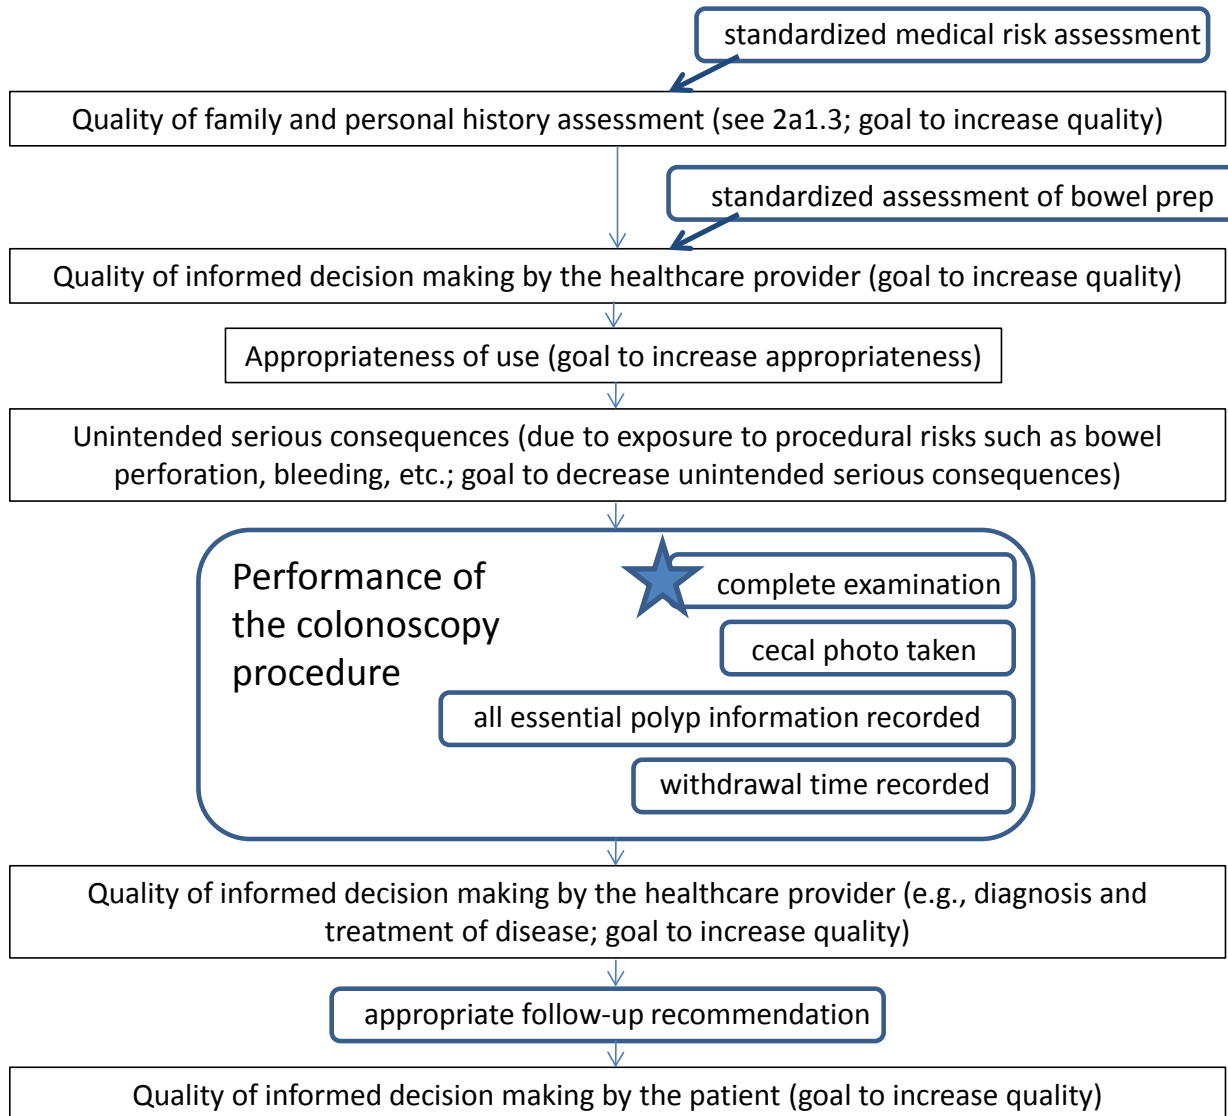 standardized medical risk assessment
Quality of family and personal history assessment (see 2a1.3; goal to increase quality)
standardized assessment of bowel prep
Quality of informed decision making by the healthcare provider (goal to increase quality)
Appropriateness of use (goal to increase appropriateness)
Unintended serious consequences (due to exposure to procedural risks such as bowel
perforation, bleeding, etc.; goal to decrease unintended serious consequences)
Performance of
the colonoscopy
procedure
complete examination
cecal photo taken
all essential polyp information recorded
withdrawal time recorded
Quality of informed decision making by the healthcare provider (e.g., diagnosis and
treatment of disease; goal to increase quality)
appropriate follow-up recommendation
Quality of informed decision making by the patient (goal to increase quality)